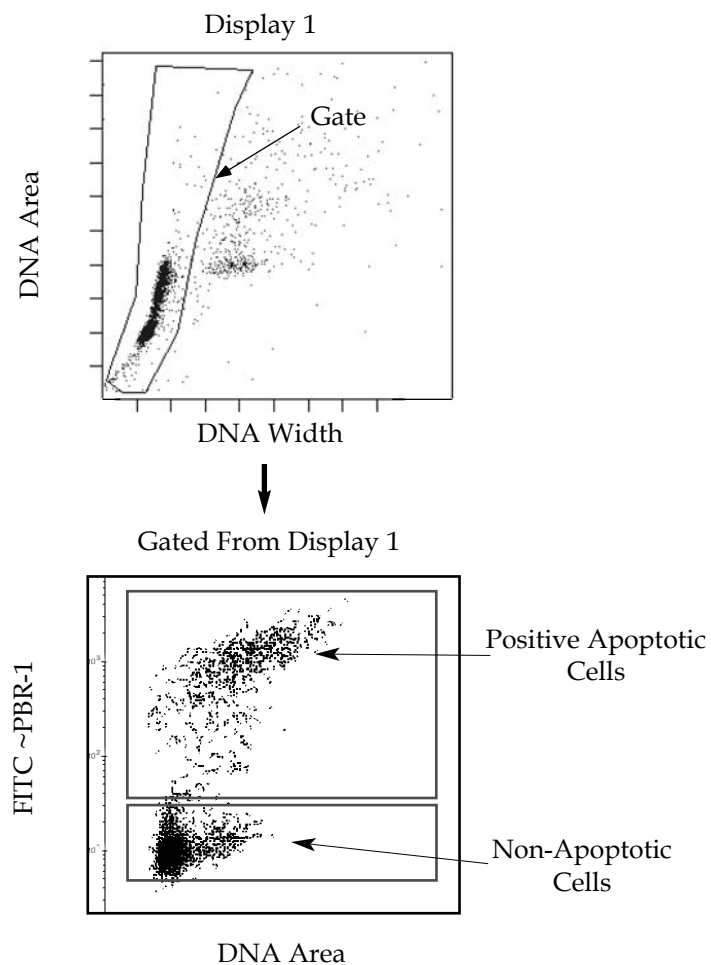 Display 1
Gate
DNA Area
DNA Width
Gated From Display 1
Positive Apoptotic
Cells
FITC ~PBR-1
Non-Apoptotic
Cells
DNA Area